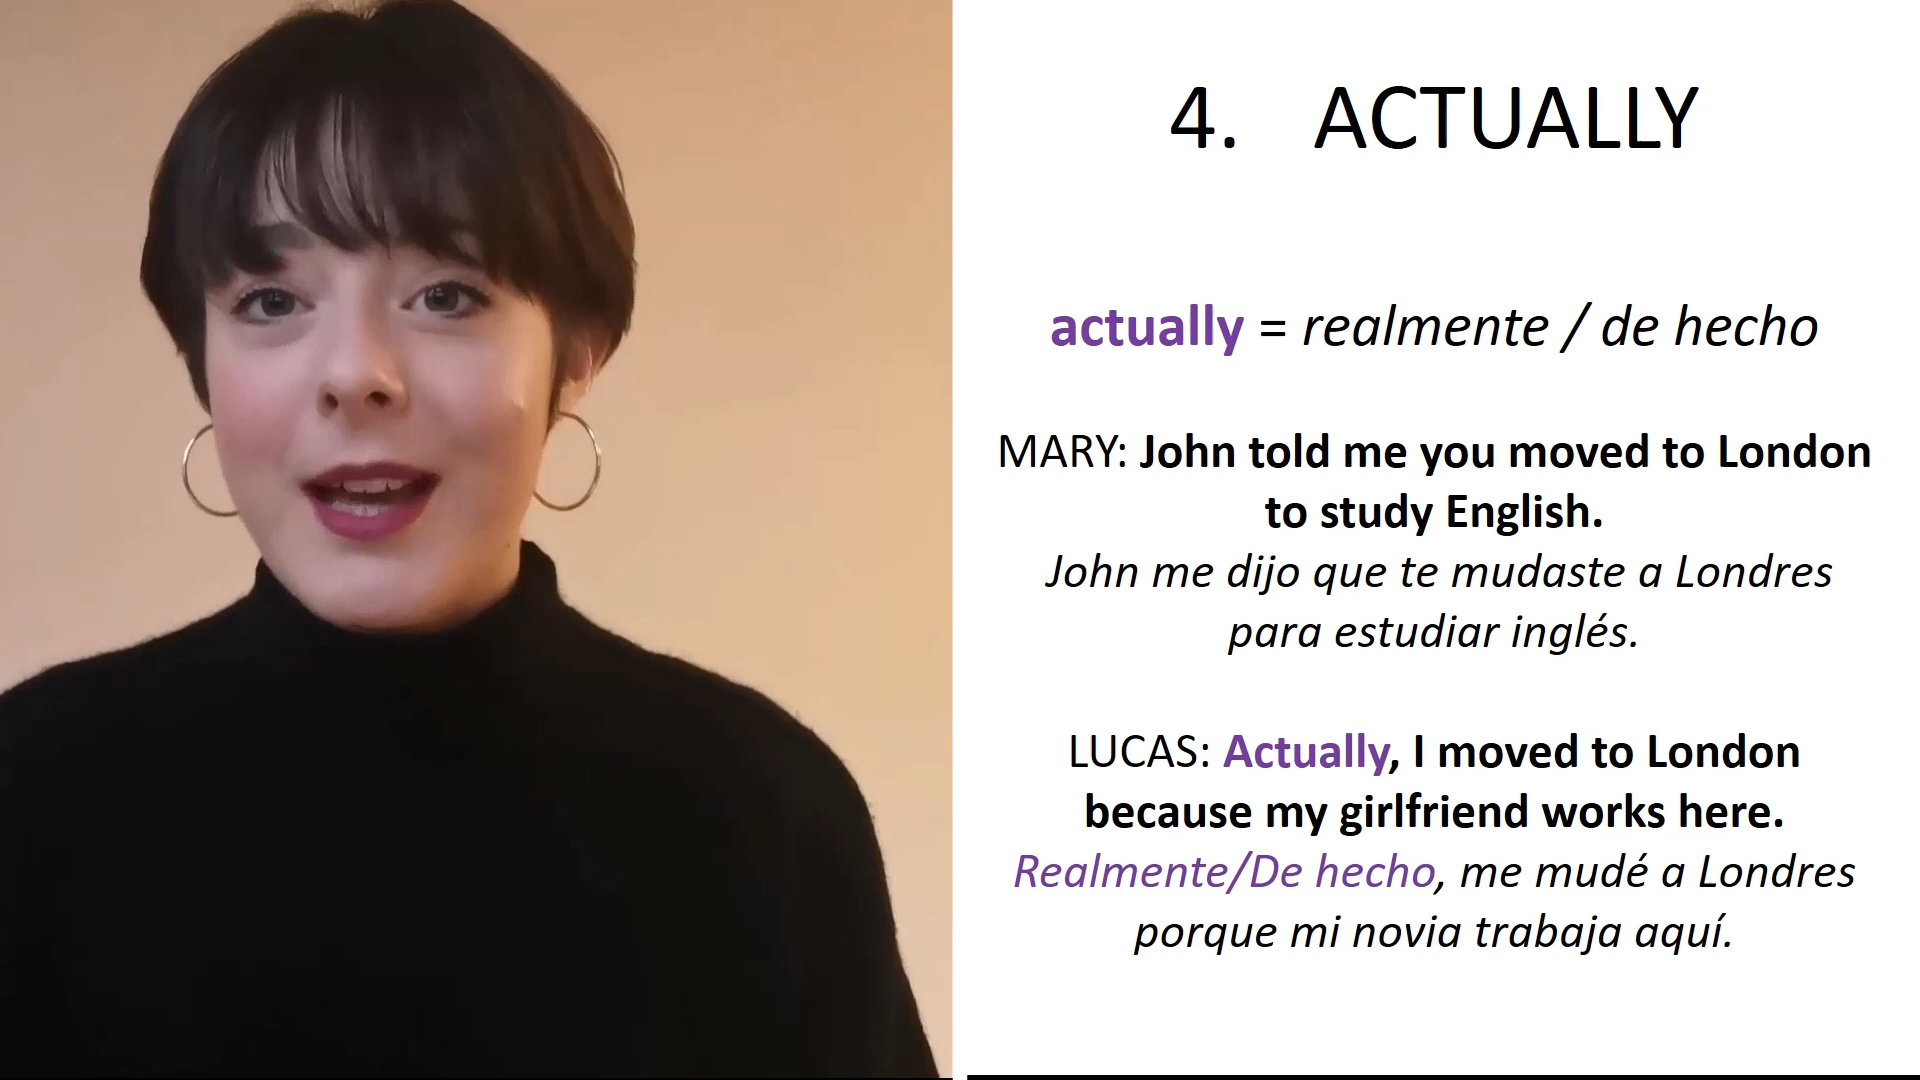 4. ACTUALLY
actually = realmente / de hecho
MARY: John told me you moved to London
to study English.
John me dijo que te mudaste a Londres
para estudiar inglés.
LUCAS: Actually, I moved to London
because my girlfriend works here.
Realmente/De hecho, me mudé a Londres
porque mi novia trabaja aquí.